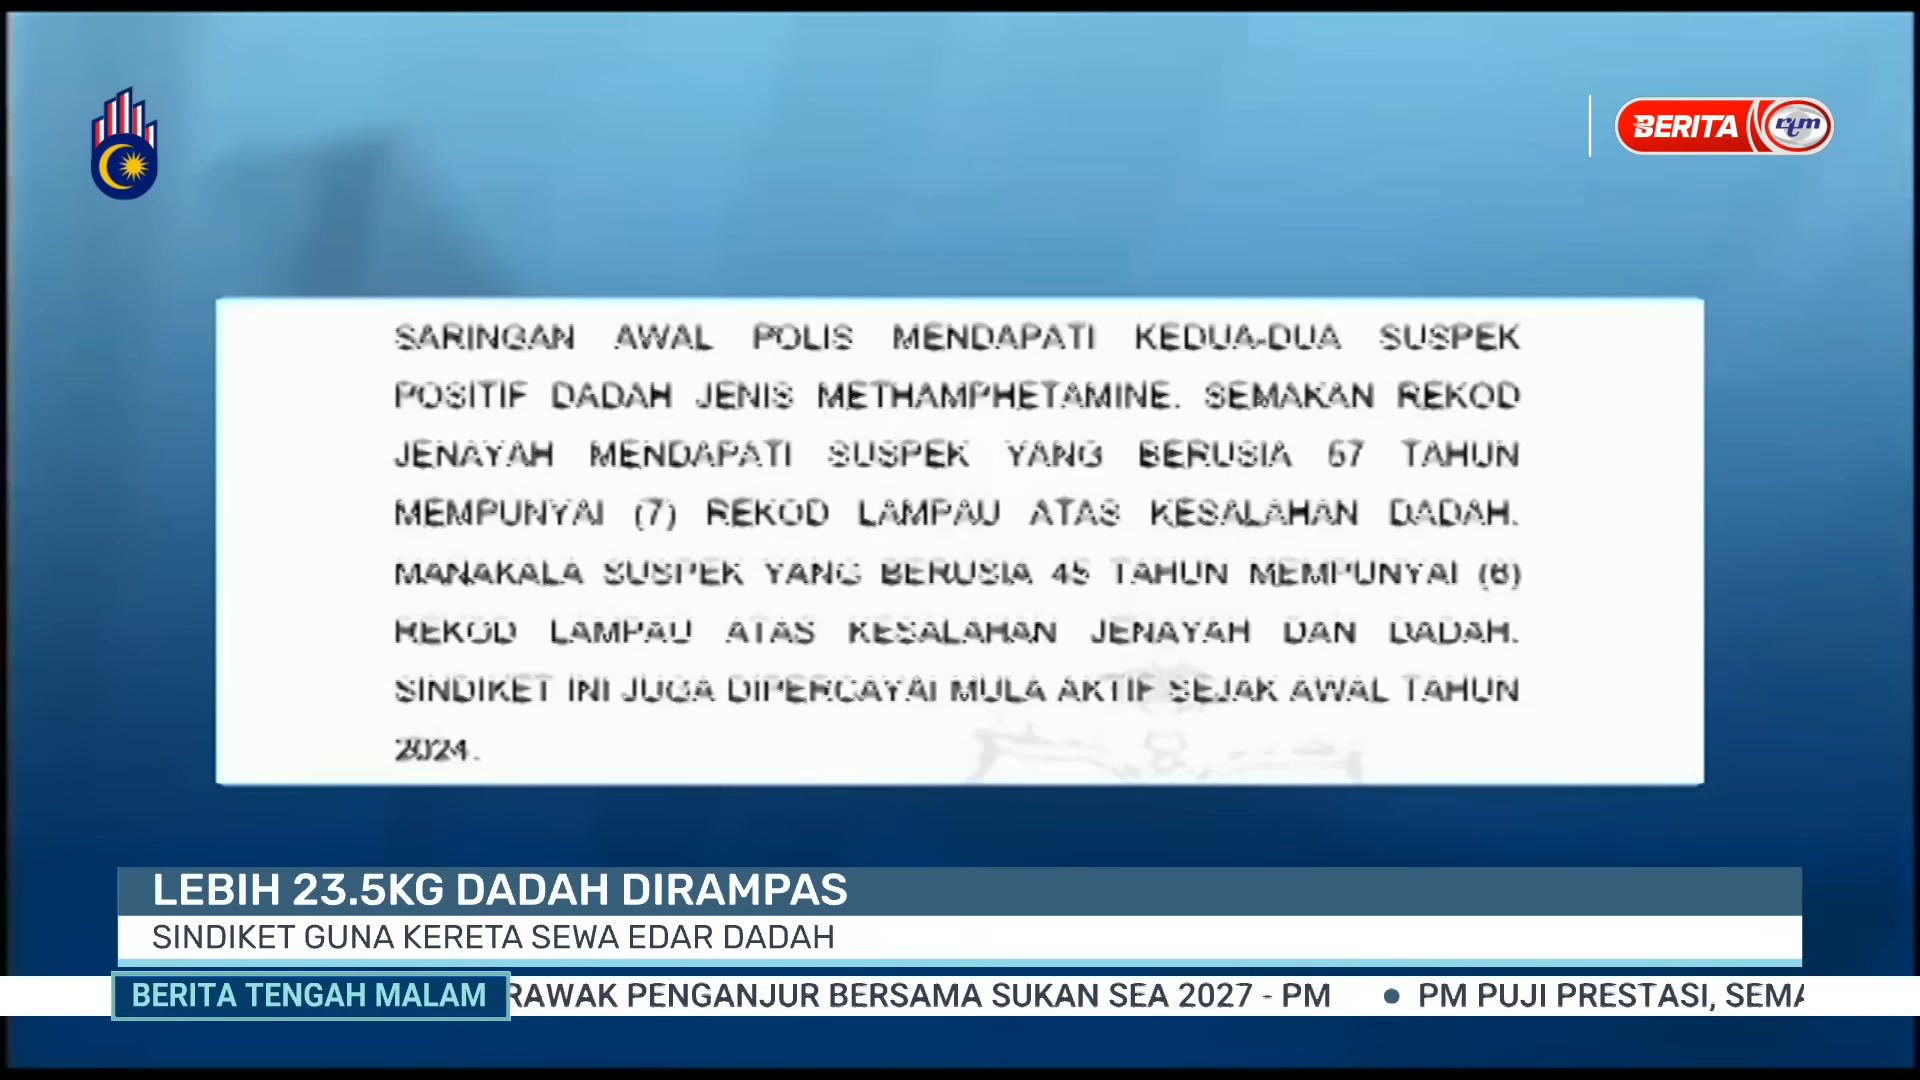 BERITA rtm
SARINGAN AWAL POLIS MENDAPATI KEDUA-DUA SUSPEK
POSITIF DADAH JENIS METHAMPHETAMINE. SEMAKAN REKOD
JENAYAH MENDAPATI SUSPEK YANG BERUSIA TAHUN
MEMPUNYAI (7) REKOD LAMPAU ATAS KESALAHAN DADAH.
MANAKALA SUSPEK YANG BERUSIA 45 TAHUN MEMPUNYAI (6)
REKOD LAMPAU ATAS KESALAHAN JENAYAH DAN DADAH.
SINDIKET INI JUGA DIPERCAYAI MULA AKTIF SEJAK AWAL TAHUN
2024.
LEBIH 23.5KG DADAH DIRAMPAS
SINDIKET GUNA KERETA SEWA EDAR DADAH
BERITA TENGAH MALAM RAWAK PENGANJUR BERSAMA SUKAN SEA 2027 - PM • PM PUJI PRESTASI, SEMA